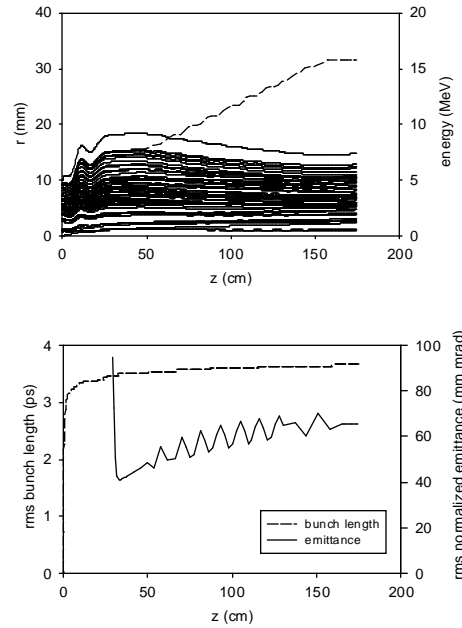 40
30
20
10
0
20
15
10
5
0
0 50 100 150 200
r (mm)
energy (MeV)
z (cm)
4
3
2
1
0
100
80
60
40
20
0
0 50 100 150 200
rms bunch length (ps)
rms normalized emittance (mm mrad)
bunch length
emittance
z (cm)